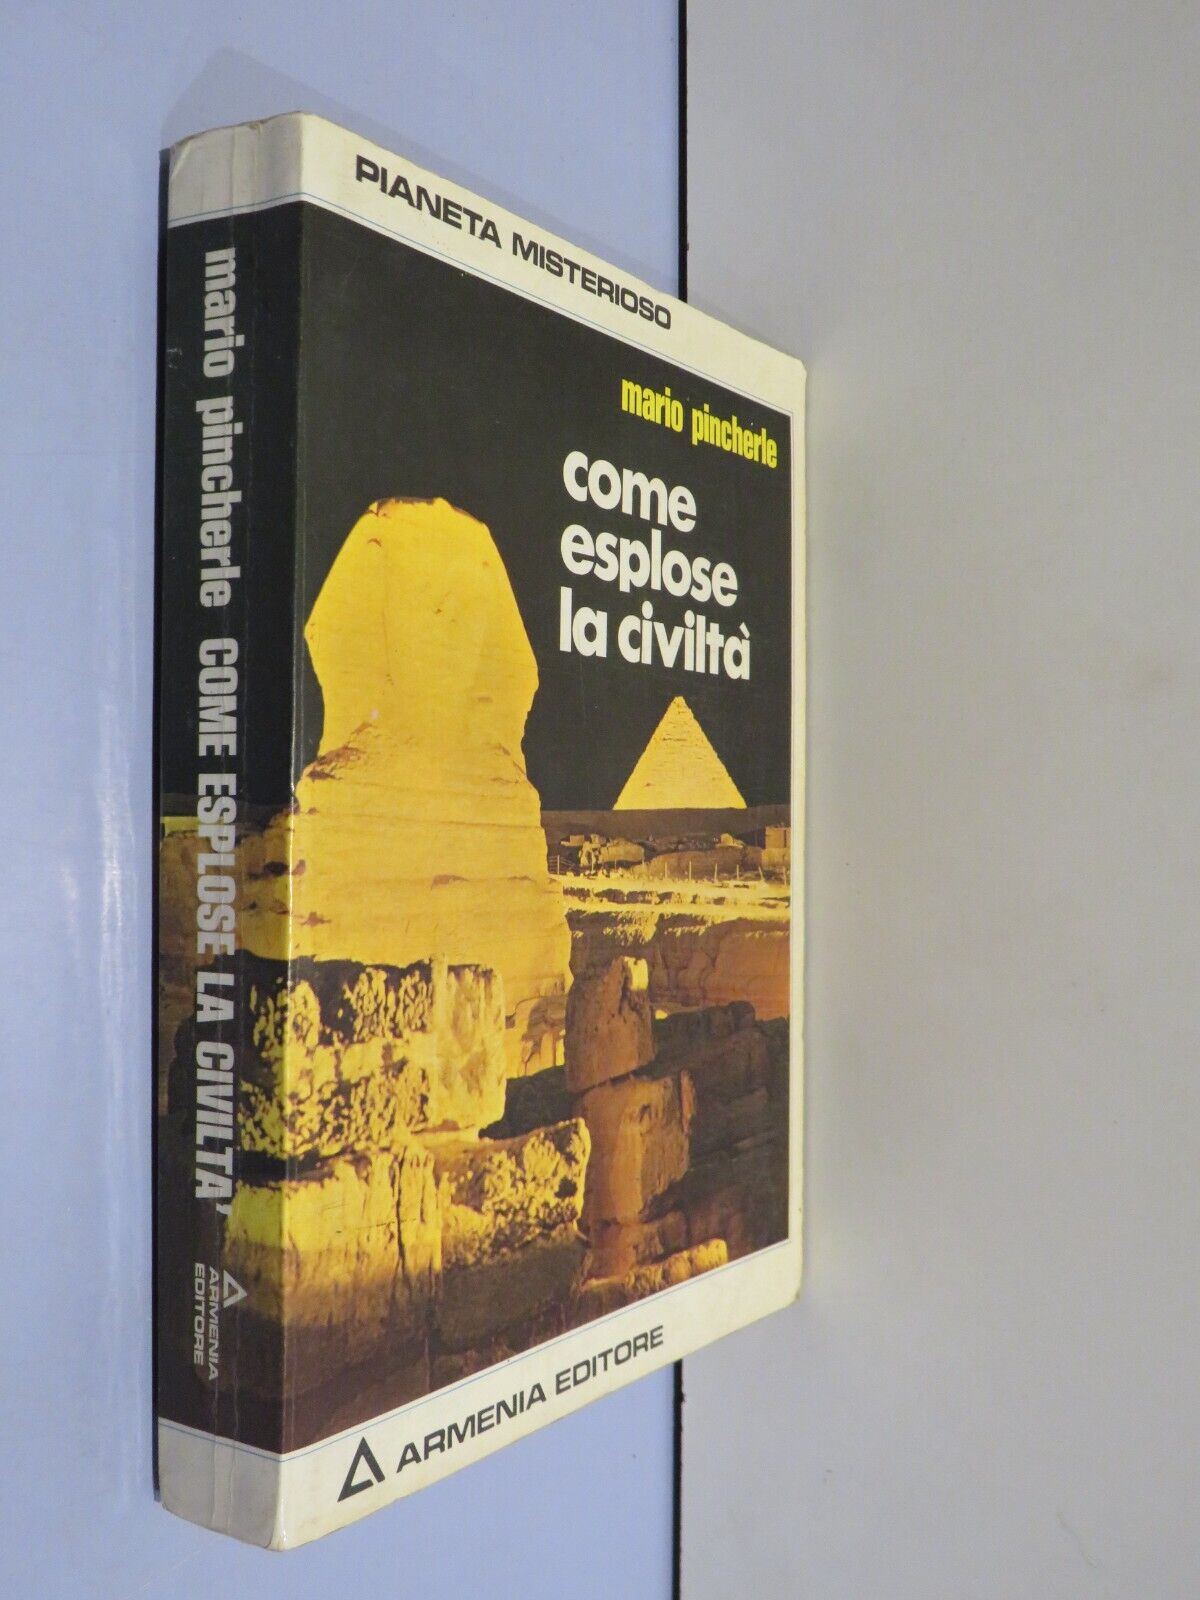 PIANETA MISTERIOSO
mario pincherle
come
esplose
la civiltà
ARMENIA EDITORE
mario pincherle COME ESPLOSE LA CIVILTA'
ARMENIA
EDITORE